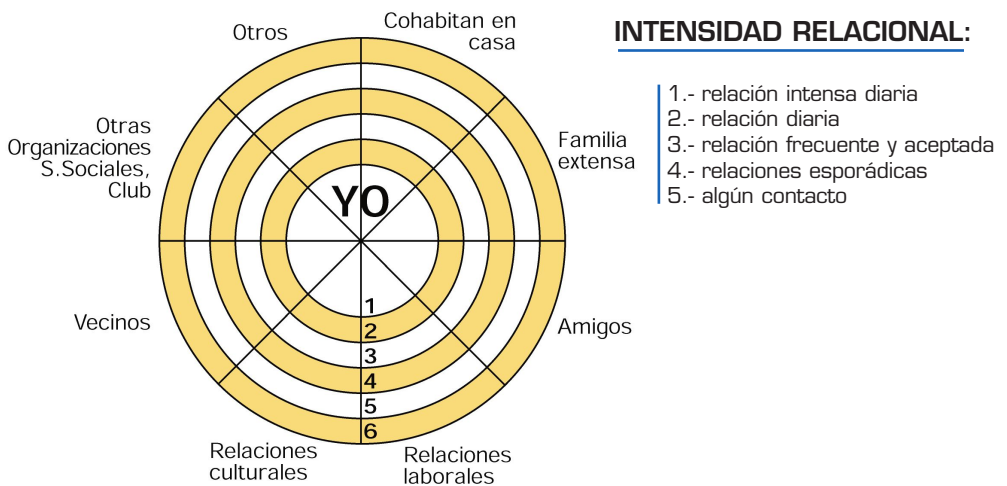 Otros
Cohabitan en
casa
Otras
Organizaciones
S.Sociales,
Club
Familia
extensa
YO
Vecinos
Amigos
1
2
3
4
5
6
Relaciones
culturales
Relaciones
laborales
INTENSIDAD RELACIONAL:
1.- relación intensa diaria
2.- relación diaria
3.- relación frecuente y aceptada
4.- relaciones esporádicas
5.- algún contacto